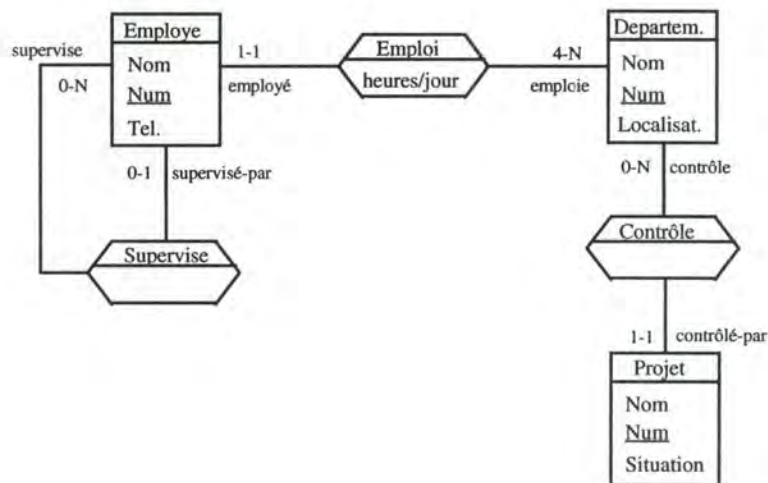 Employe
Nom
Num
Tel.
supervise
0-N
1-1
employé
Emploi
heures/jour
4-N
emploie
Departem.
Nom
Num
Localisat.
0-1 supervisé-par
Supervise
0-N contrôle
Contrôle
1-1 contrôlé-par
Projet
Nom
Num
Situation